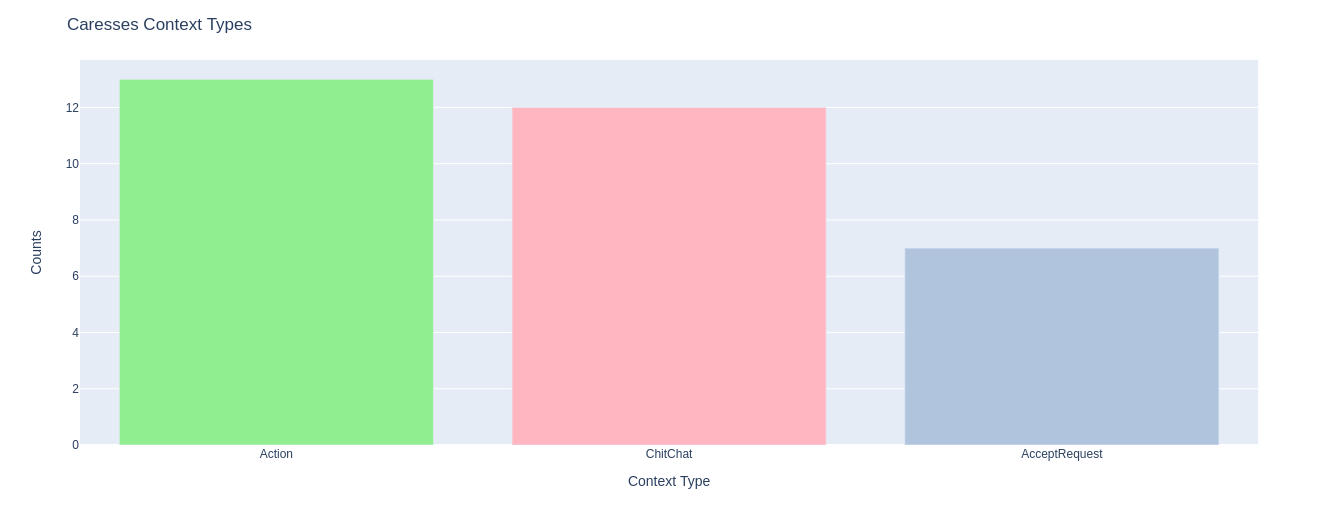 Caresses Context Types
12
10
8
6
4
2
0
Counts
Action
ChitChat
AcceptRequest
Context Type